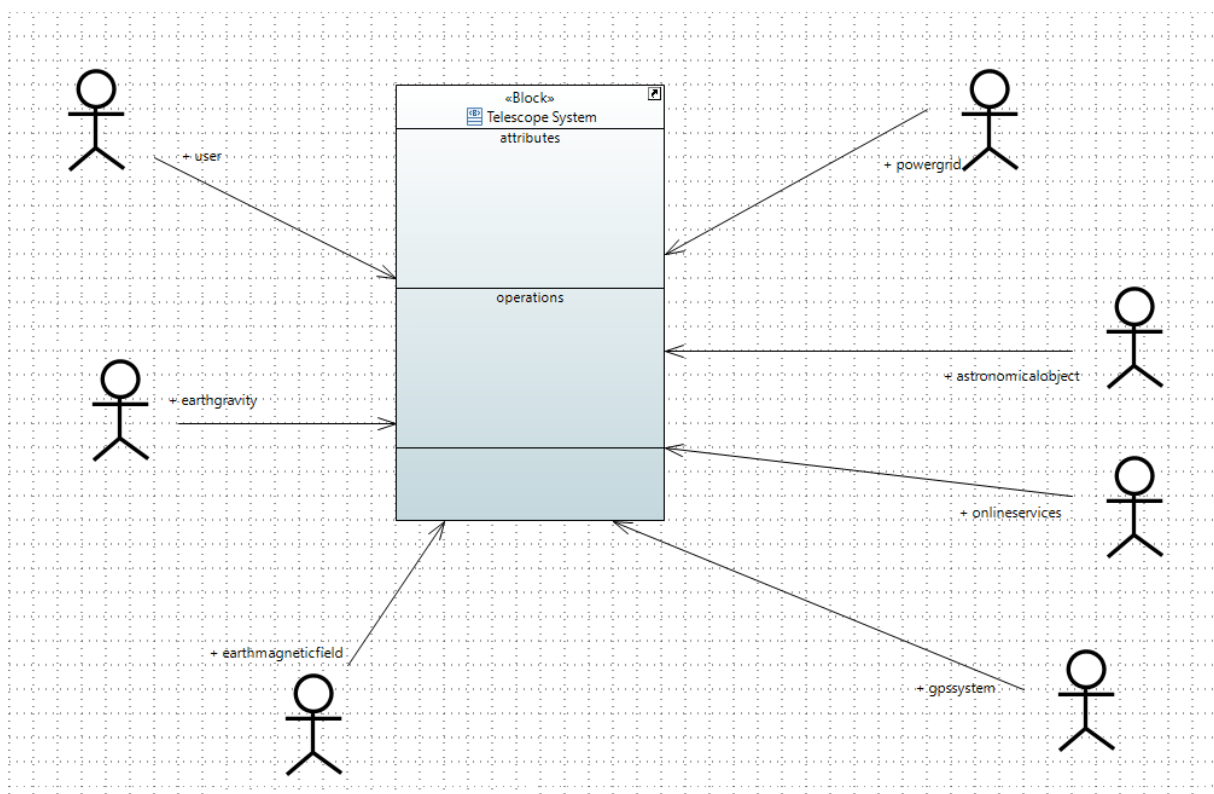 «Block»
Telescope System
attributes
+ user
+ powergrid
operations
+ astronomicalobject
+ earthgravity
+ onlineservices
+ earthmagneticfield
+ gpssystem